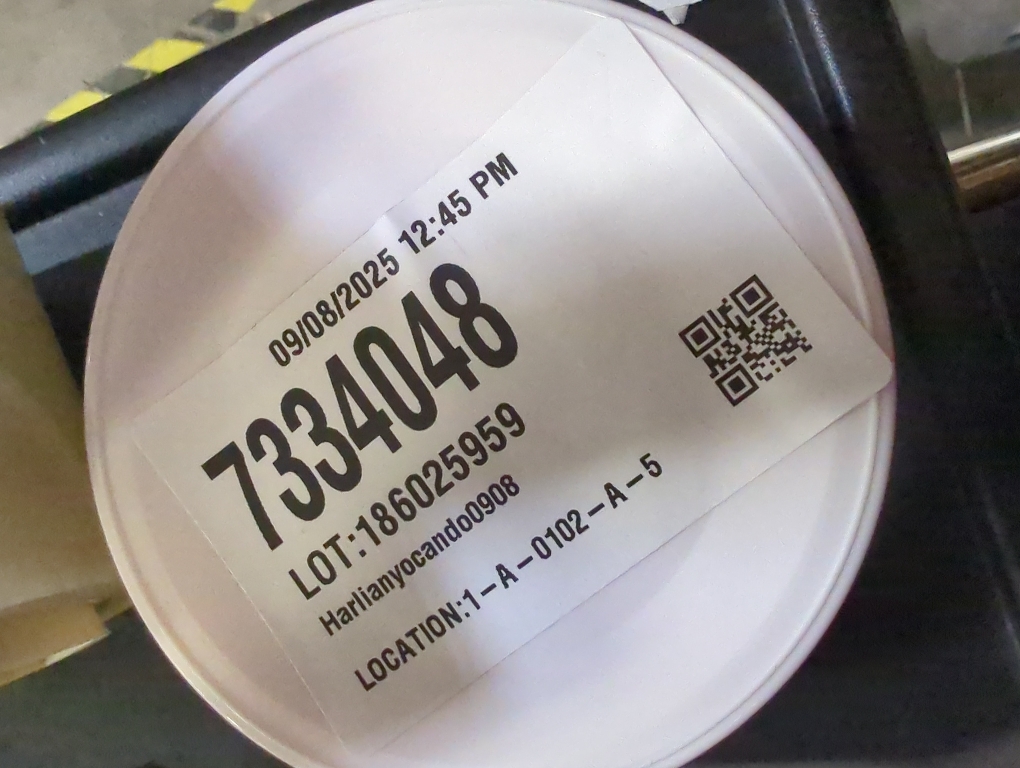 09/08/2025 12:45 PM
7334048
LOT:186025959
Harlianyocando0908
LOCATION:1-A-0102-A-5